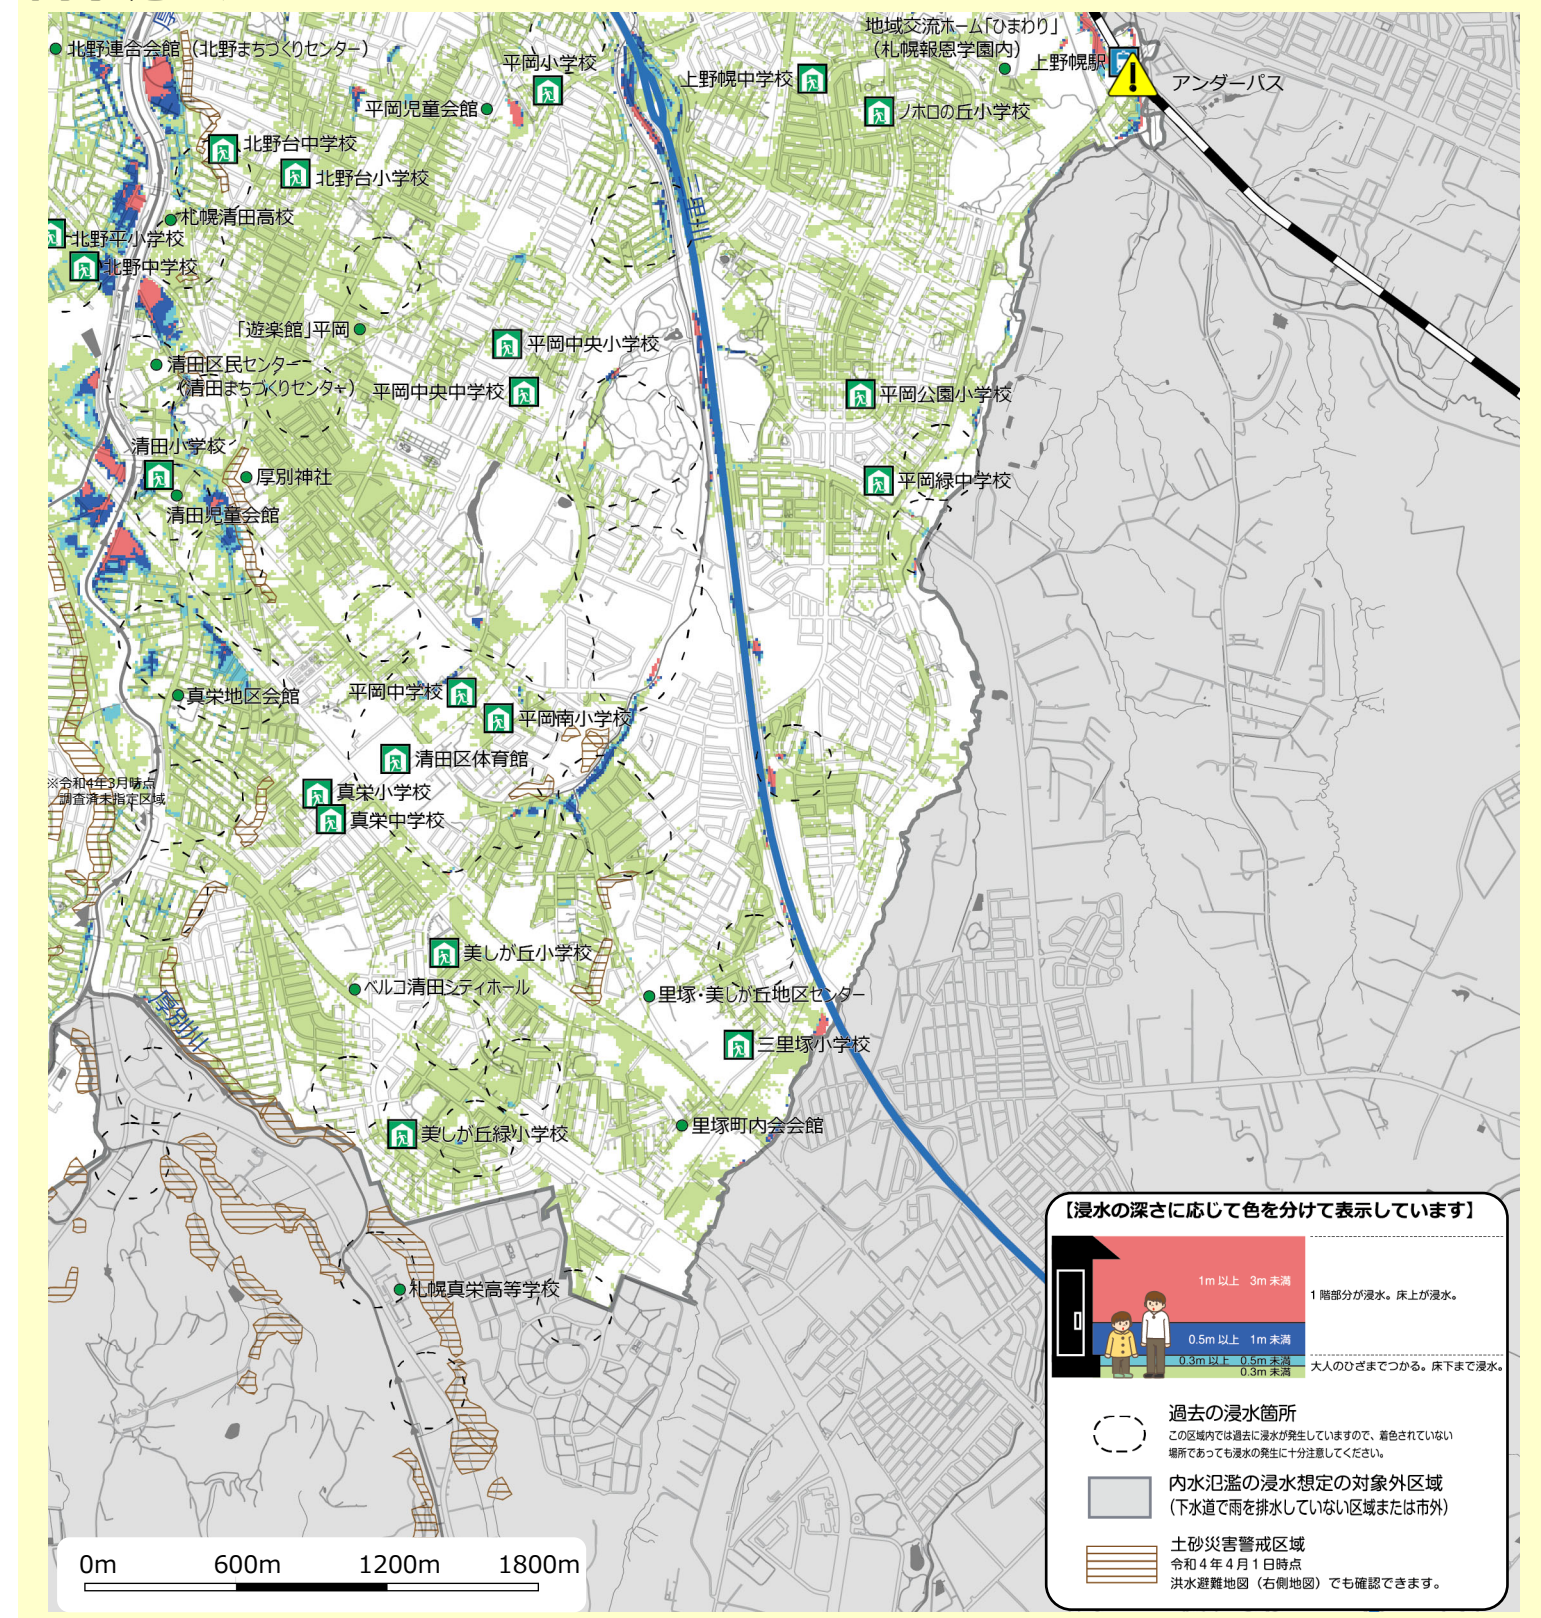 北野連合会館（北野まちづくりセンター）
平岡小学校
地域交流ホーム「ひまわり」
（札幌報恩学園内）
上野幌駅
上野幌中学校
アンダーパス
平岡児童会館
ノホロの丘小学校
北野台中学校
北野台小学校
三里川
札幌清田高校
北野平小学校
北野中学校
「遊楽館」平岡
平岡中央小学校
清田区民センター
（清田まちづくりセンター）
平岡中央中学校
平岡公園小学校
清田小学校
厚別神社
平岡緑中学校
清田児童会館
真栄地区会館
平岡中学校
平岡南小学校
清田区体育館
※令和4年3月時点
調査済未指定区域
真栄小学校
真栄中学校
美しが丘小学校
ベルコ清田シティホール
里塚・美しが丘地区センター
厚別川
三里塚小学校
里塚町内会会館
美しが丘緑小学校
札幌真栄高等学校
【浸水の深さに応じて色を分けて表示しています】
1m 以上　3m 未満
1 階部分が浸水。床上が浸水。
0.5m 以上　1m 未満
0.3m 以上　0.5m 未満
0.3m 未満
大人のひざまでつかる。床下まで浸水。
過去の浸水箇所
この区域内では過去に浸水が発生していますので、着色されていない
場所であっても浸水の発生に十分注意してください。
内水氾濫の浸水想定の対象外区域
（下水道で雨を排水していない区域または市外）
土砂災害警戒区域
令和４年４月１日時点
洪水避難地図（右側地図）でも確認できます。
0m 600m 1200m 1800m